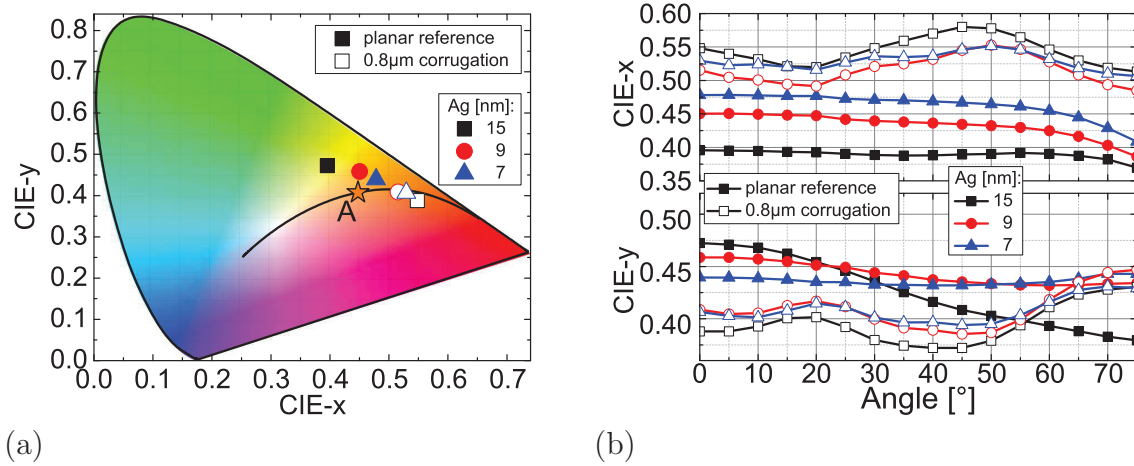 0.8
0.7
0.6
0.5
0.4
0.3
0.2
0.1
0.0
CIE-y
planar reference
0.8µm corrugation
Ag [nm]:
15
9
7
A
0.0 0.1 0.2 0.3 0.4 0.5 0.6 0.7
CIE-x
(a)
0.60
0.55
0.50
0.45
0.40
0.35
CIE-x
planar reference
0.8µm corrugation
Ag [nm]:
15
9
7
0.50
0.45
0.40
CIE-y
0 10 20 30 40 50 60 70
Angle [°]
(b)